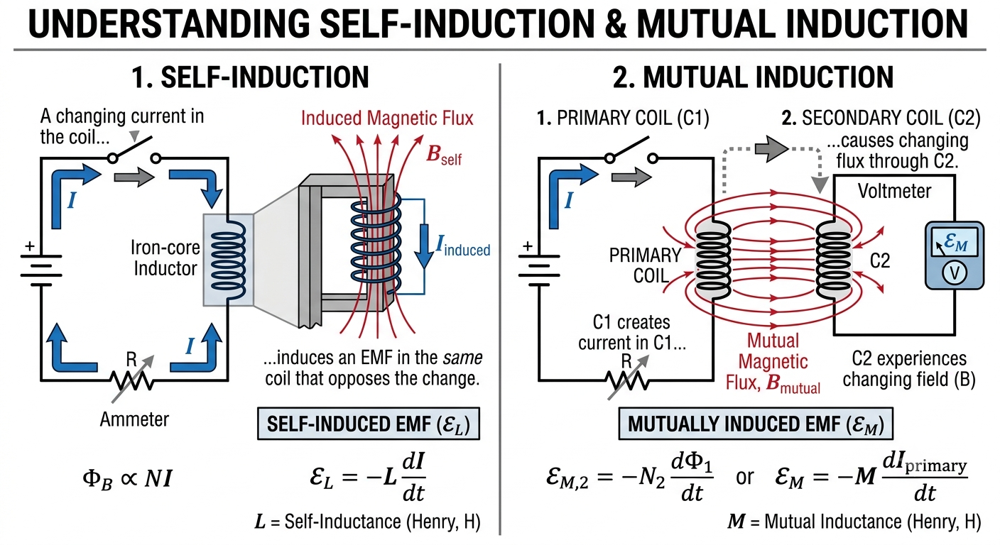 UNDERSTANDING SELF-INDUCTION & MUTUAL INDUCTION
1. SELF-INDUCTION
A changing current in
the coil...
Induced Magnetic Flux
B_self
I
+
Iron-core
Inductor
I_induced
I
R
Ammeter
...induces an EMF in the same
coil that opposes the change.
SELF-INDUCED EMF (ℰ_L)
Φ_B ∝ NI
ℰ_L = −L dI/dt
L = Self-Inductance (Henry, H)
2. MUTUAL INDUCTION
1. PRIMARY COIL (C1)
2. SECONDARY COIL (C2)
...causes changing
flux through C2.
Voltmeter
I
+
PRIMARY
COIL
C2
ℰ_M
V
C1 creates
current in C1...
R
Mutual
Magnetic
Flux, B_mutual
C2 experiences
changing field (B)
MUTUALLY INDUCED EMF (ℰ_M)
ℰ_M,2 = −N_2 dΦ_1/dt or ℰ_M = −M dI_primary/dt
M = Mutual Inductance (Henry, H)